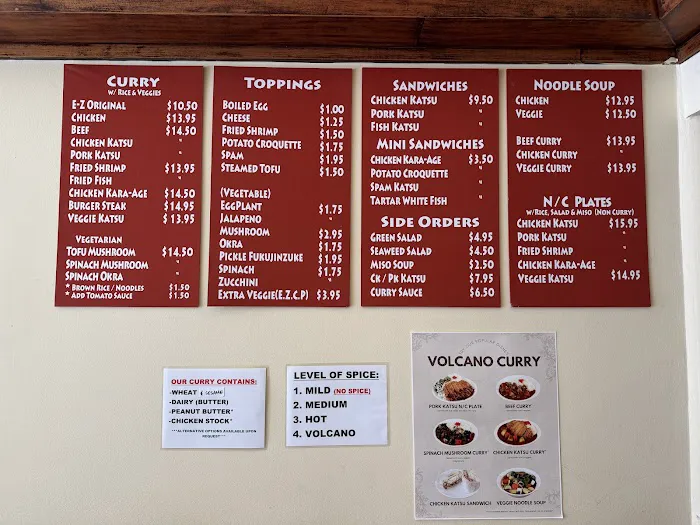 CURRY
W/ RICE & VEGGIES
E-Z ORIGINAL $10.50
CHICKEN $13.95
BEEF $14.50
CHICKEN KATSU "
PORK KATSU "
FRIED SHRIMP $13.95
FRIED FISH "
CHICKEN KARA-AGE $14.50
BURGER STEAK $14.95
VEGGIE KATSU $13.95
VEGETARIAN
TOFU MUSHROOM $14.50
SPINACH MUSHROOM "
SPINACH OKRA "
* BROWN RICE / NOODLES $1.50
* ADD TOMATO SAUCE $1.50
TOPPINGS
BOILED EGG $1.00
CHEESE $1.25
FRIED SHRIMP $1.50
POTATO CROQUETTE $1.75
SPAM $1.95
STEAMED TOFU $1.50
(VEGETABLE)
EGGPLANT $1.75
JALAPENO "
MUSHROOM $2.95
OKRA $1.75
PICKLE FUKUJINZUKE $1.95
SPINACH $1.75
ZUCCHINI "
EXTRA VEGGIE(E.Z.C.P) $3.95
SANDWICHES
CHICKEN KATSU $9.50
PORK KATSU "
FISH KATSU "
MINI SANDWICHES
CHICKEN KARA-AGE $3.50
POTATO CROQUETTE "
SPAM KATSU "
TARTAR WHITE FISH "
SIDE ORDERS
GREEN SALAD $4.95
SEAWEED SALAD $4.50
MISO SOUP $2.50
CK / PK KATSU $7.95
CURRY SAUCE $6.50
NOODLE SOUP
CHICKEN $12.95
VEGGIE $12.50
BEEF CURRY $13.95
CHICKEN CURRY "
VEGGIE CURRY $13.95
N/C PLATES
W/RICE, SALAD & MISO (NON CURRY)
CHICKEN KATSU $15.95
PORK KATSU "
FRIED SHRIMP "
CHICKEN KARA-AGE "
VEGGIE KATSU $14.95
OUR CURRY CONTAINS:
-WHEAT
-DAIRY (BUTTER)
-PEANUT BUTTER*
-CHICKEN STOCK*
***ALTERNATIVE OPTIONS AVAILABLE UPON
REQUEST***
LEVEL OF SPICE:
1. MILD (NO SPICE)
2. MEDIUM
3. HOT
4. VOLCANO
VOLCANO CURRY
PORK KATSU N/C PLATE
BEEF CURRY
SPINACH MUSHROOM CURRY
CHICKEN KATSU CURRY
CHICKEN KATSU SANDWICH
VEGGIE NOODLE SOUP